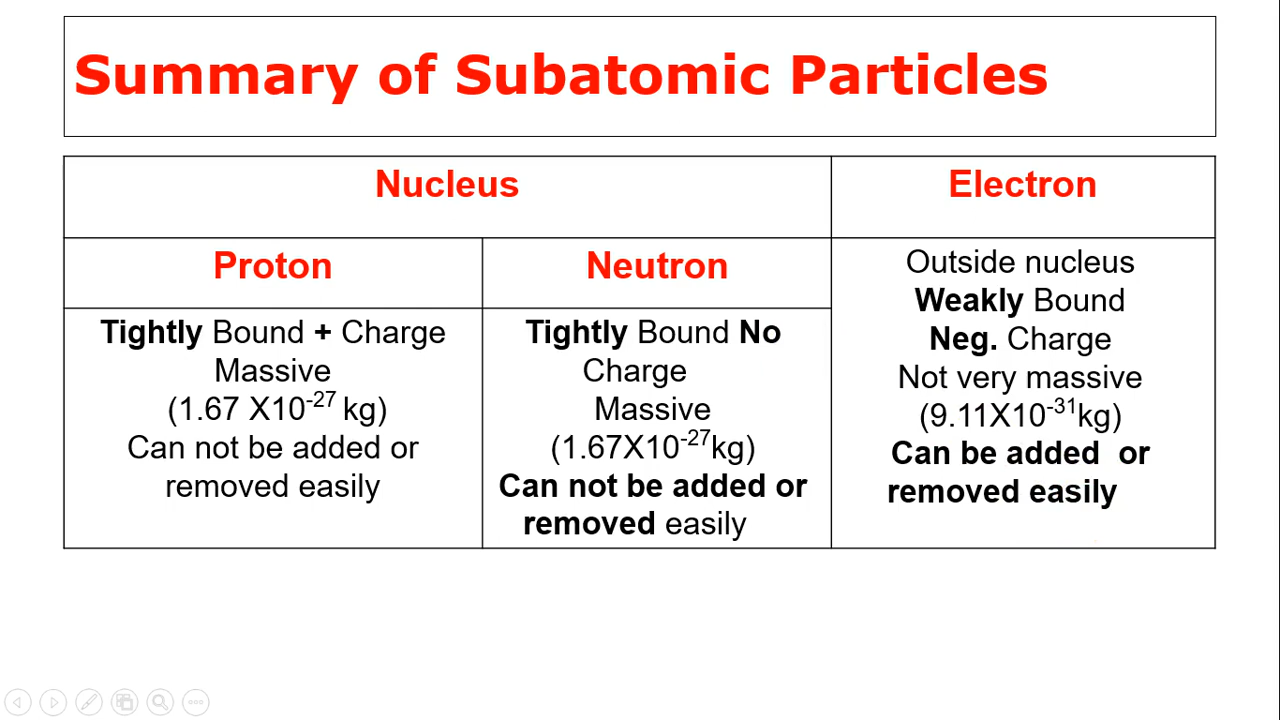 Summary of Subatomic Particles
Nucleus
Electron
Proton
Neutron
Tightly Bound + Charge
Massive
(1.67 X10⁻²⁷ kg)
Can not be added or
removed easily
Tightly Bound No
Charge
Massive
(1.67X10⁻²⁷kg)
Can not be added or
removed easily
Outside nucleus
Weakly Bound
Neg. Charge
Not very massive
(9.11X10⁻³¹kg)
Can be added or
removed easily